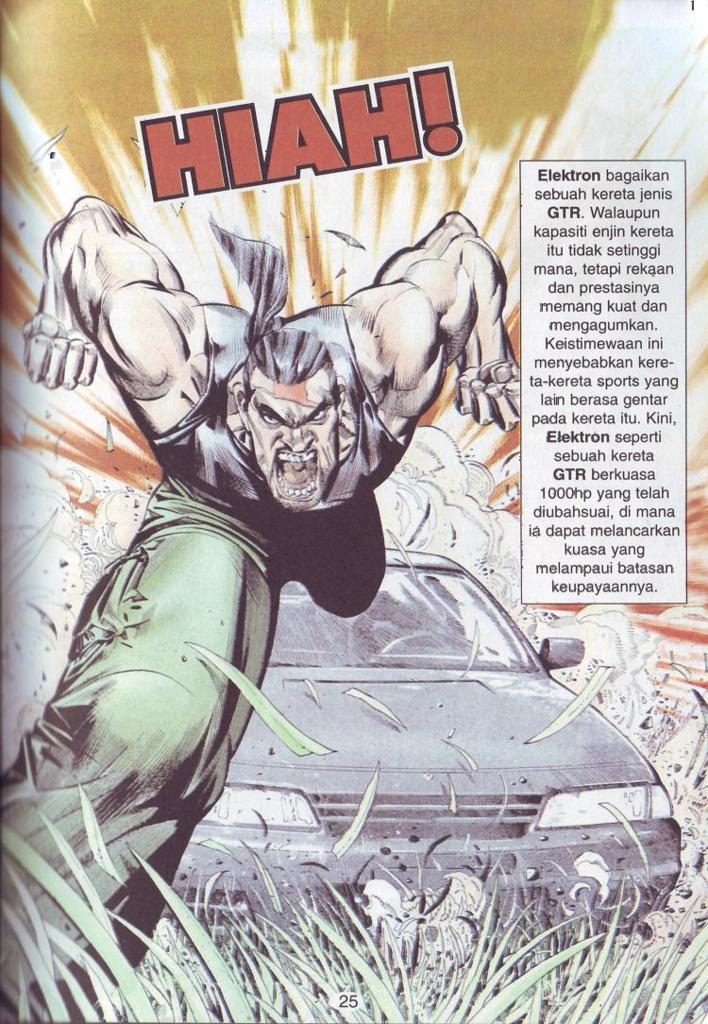 1
HIAH!
Elektron bagaikan
sebuah kereta jenis
GTR. Walaupun
kapasiti enjin kereta
itu tidak setinggi
mana, tetapi rekaan
dan prestasinya
memang kuat dan
mengagumkan.
Keistimewaan ini
menyebabkan kere-
ta-kereta sports yang
lain berasa gentar
pada kereta itu. Kini,
Elektron seperti
sebuah kereta
GTR berkuasa
1000hp yang telah
diubahsuai, di mana
ia dapat melancarkan
kuasa yang
melampaui batasan
keupayaannya.
25